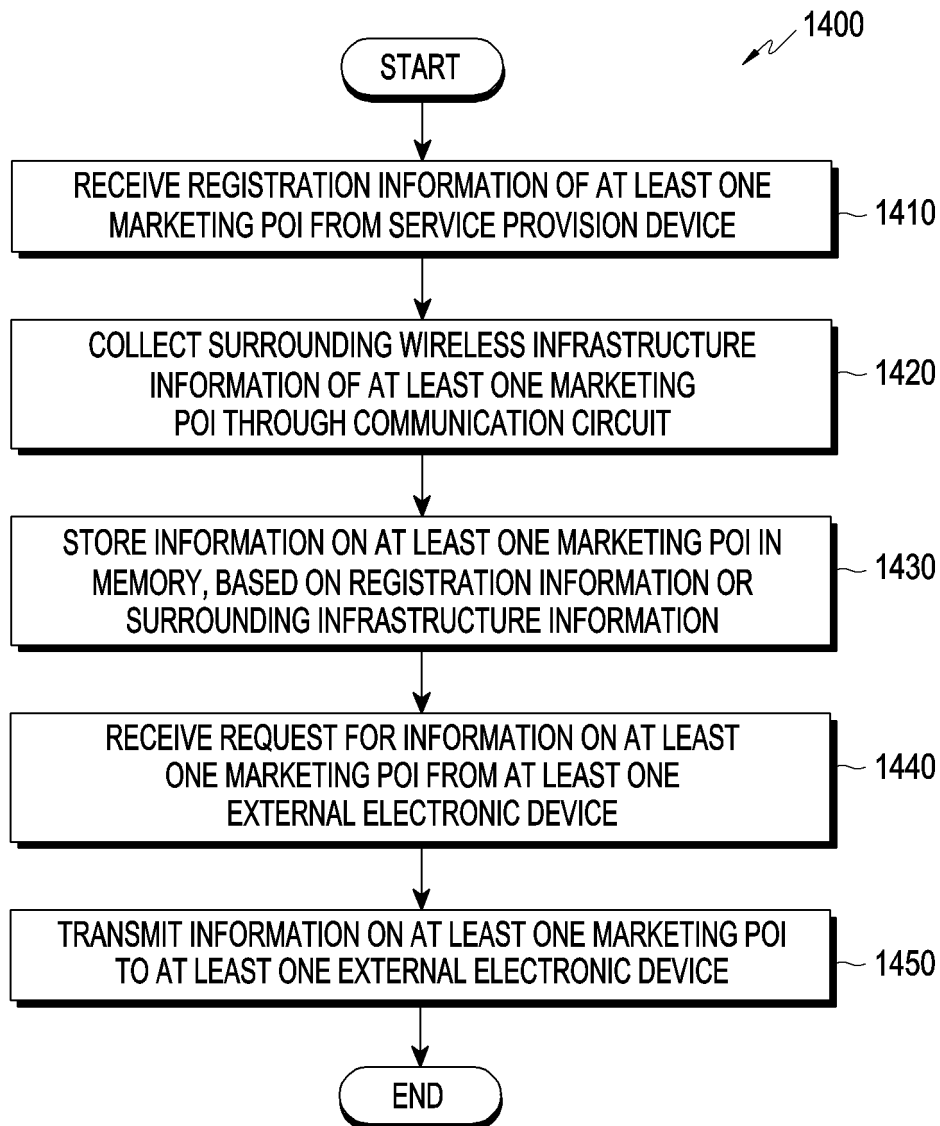 1400
START
RECEIVE REGISTRATION INFORMATION OF AT LEAST ONE
MARKETING POI FROM SERVICE PROVISION DEVICE
1410
COLLECT SURROUNDING WIRELESS INFRASTRUCTURE
INFORMATION OF AT LEAST ONE MARKETING
POI THROUGH COMMUNICATION CIRCUIT
1420
STORE INFORMATION ON AT LEAST ONE MARKETING POI IN
MEMORY, BASED ON REGISTRATION INFORMATION OR
SURROUNDING INFRASTRUCTURE INFORMATION
1430
RECEIVE REQUEST FOR INFORMATION ON AT LEAST
ONE MARKETING POI FROM AT LEAST ONE
EXTERNAL ELECTRONIC DEVICE
1440
TRANSMIT INFORMATION ON AT LEAST ONE MARKETING POI
TO AT LEAST ONE EXTERNAL ELECTRONIC DEVICE
1450
END